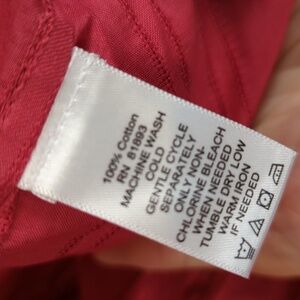 100% Cotton
RN 81893
MACHINE WASH
COLD
GENTLE CYCLE
SEPARATELY
ONLY NON-
CHLORINE BLEACH
WHEN NEEDED
TUMBLE DRY LOW
WARM IRON
IF NEEDED